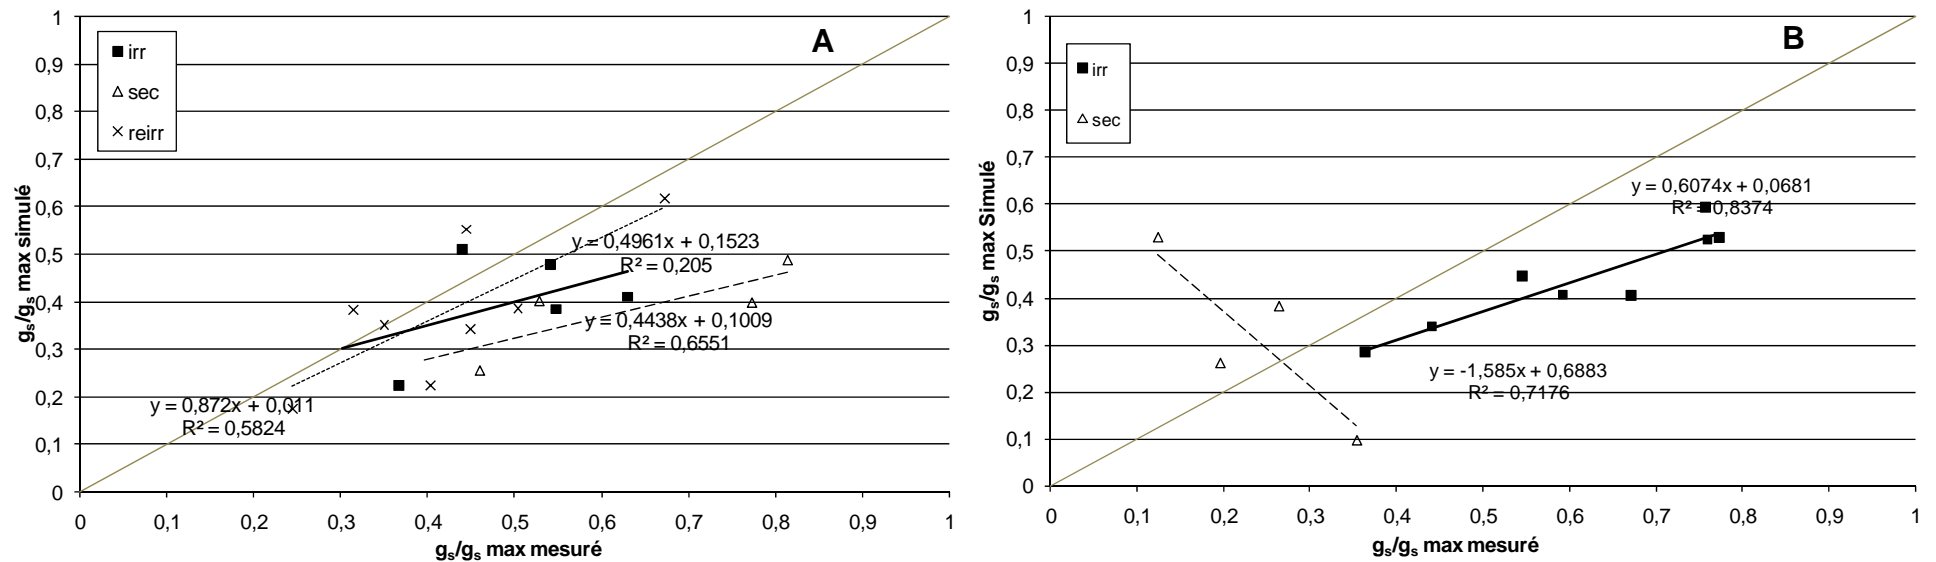 A
irr
sec
reirr
1
0,9
0,8
0,7
0,6
0,5
0,4
0,3
0,2
0,1
0
y = 0,4961x + 0,1523
R² = 0,205
y = 0,4438x + 0,1009
R² = 0,6551
y = 0,872x + 0,011
R² = 0,5824
0 0,1 0,2 0,3 0,4 0,5 0,6 0,7 0,8 0,9 1
gs/gs max simulé
gs/gs max mesuré
B
irr
sec
1
0,9
0,8
0,7
0,6
0,5
0,4
0,3
0,2
0,1
0
y = 0,6074x + 0,0681
R² = 0,8374
y = -1,585x + 0,6883
R² = 0,7176
0 0,1 0,2 0,3 0,4 0,5 0,6 0,7 0,8 0,9 1
gs/gs max Simulé
gs/gs max mesuré